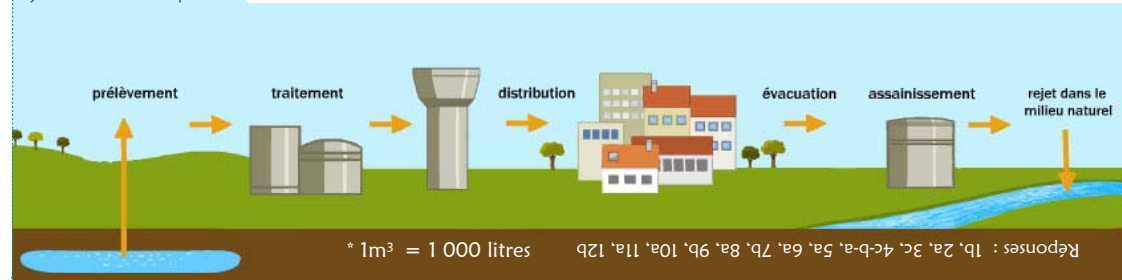 prélèvement
traitement
distribution
évacuation
assainissement
rejet dans le
milieu naturel
* 1m³ = 1 000 litres
Réponses : 1b, 2a, 3c, 4c-b-a, 5a, 6a, 7b, 8a, 9b, 10a, 11a, 12b